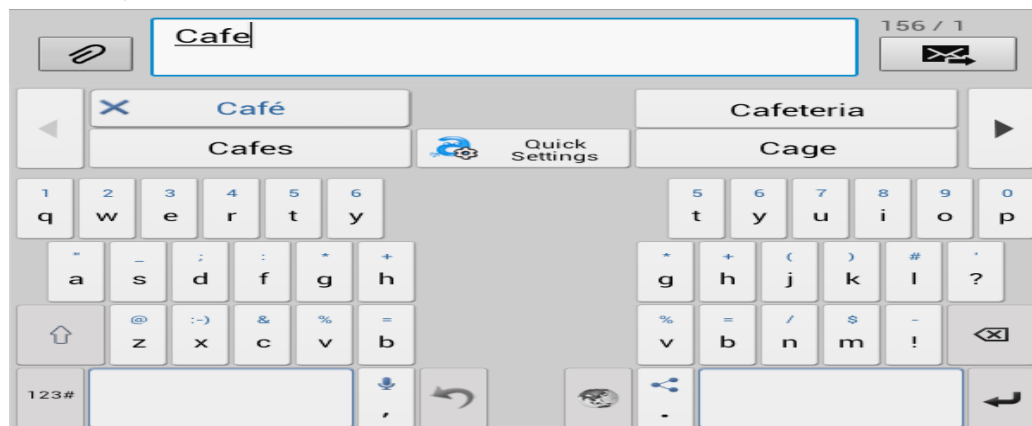 Cafe
156 / 1
Café
Cafeteria
Cafes
Quick
Settings
Cage
1 2 3 4 5 6 5 6 7 8 9 0
q w e r t y t y u i o p
" _ ; : * + * + ( ) # '
a s d f g h g h j k l ?
@ :-) & % = % = / $ -
z x c v b v b n m !
123# , .